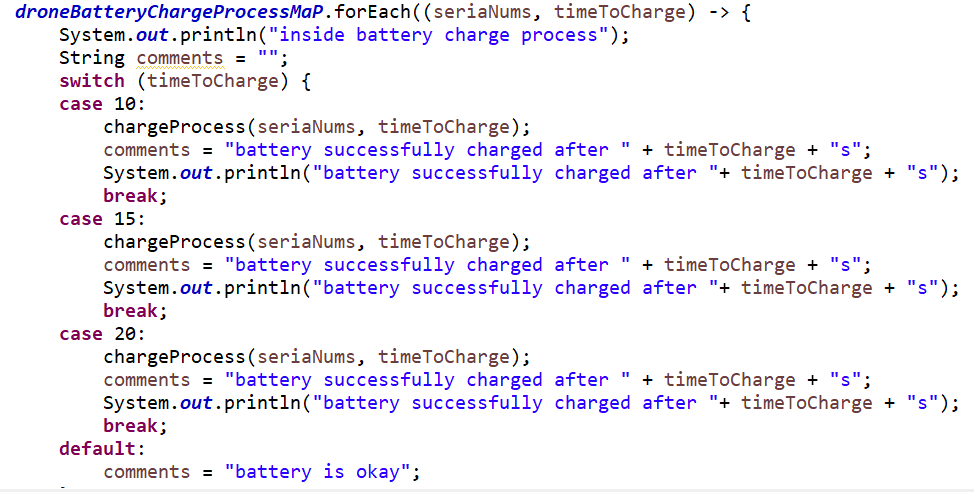 droneBatteryChargeProcessMaP.forEach((seriaNums, timeToCharge) -> {
System.out.println("inside battery charge process");
String comments = "";
switch (timeToCharge) {
case 10:
chargeProcess(seriaNums, timeToCharge);
comments = "battery successfully charged after " + timeToCharge + "s";
System.out.println("battery successfully charged after "+ timeToCharge + "s");
break;
case 15:
chargeProcess(seriaNums, timeToCharge);
comments = "battery successfully charged after " + timeToCharge + "s";
System.out.println("battery successfully charged after "+ timeToCharge + "s");
break;
case 20:
chargeProcess(seriaNums, timeToCharge);
comments = "battery successfully charged after " + timeToCharge + "s";
System.out.println("battery successfully charged after "+ timeToCharge + "s");
break;
default:
comments = "battery is okay";